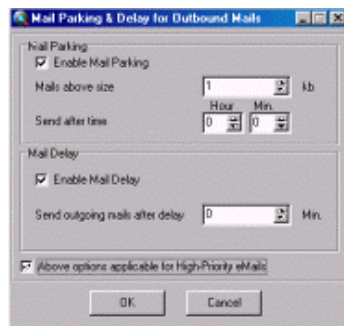 Mail Parking & Delay for Outbound Mails
Mail Parking
Enable Mail Parking
Mails above size 1 kb
Hour Min.
Send after time 0 0
Mail Delay
Enable Mail Delay
Send outgoing mails after delay 0 Min.
Above options applicable for High-Priority eMails
OK Cancel